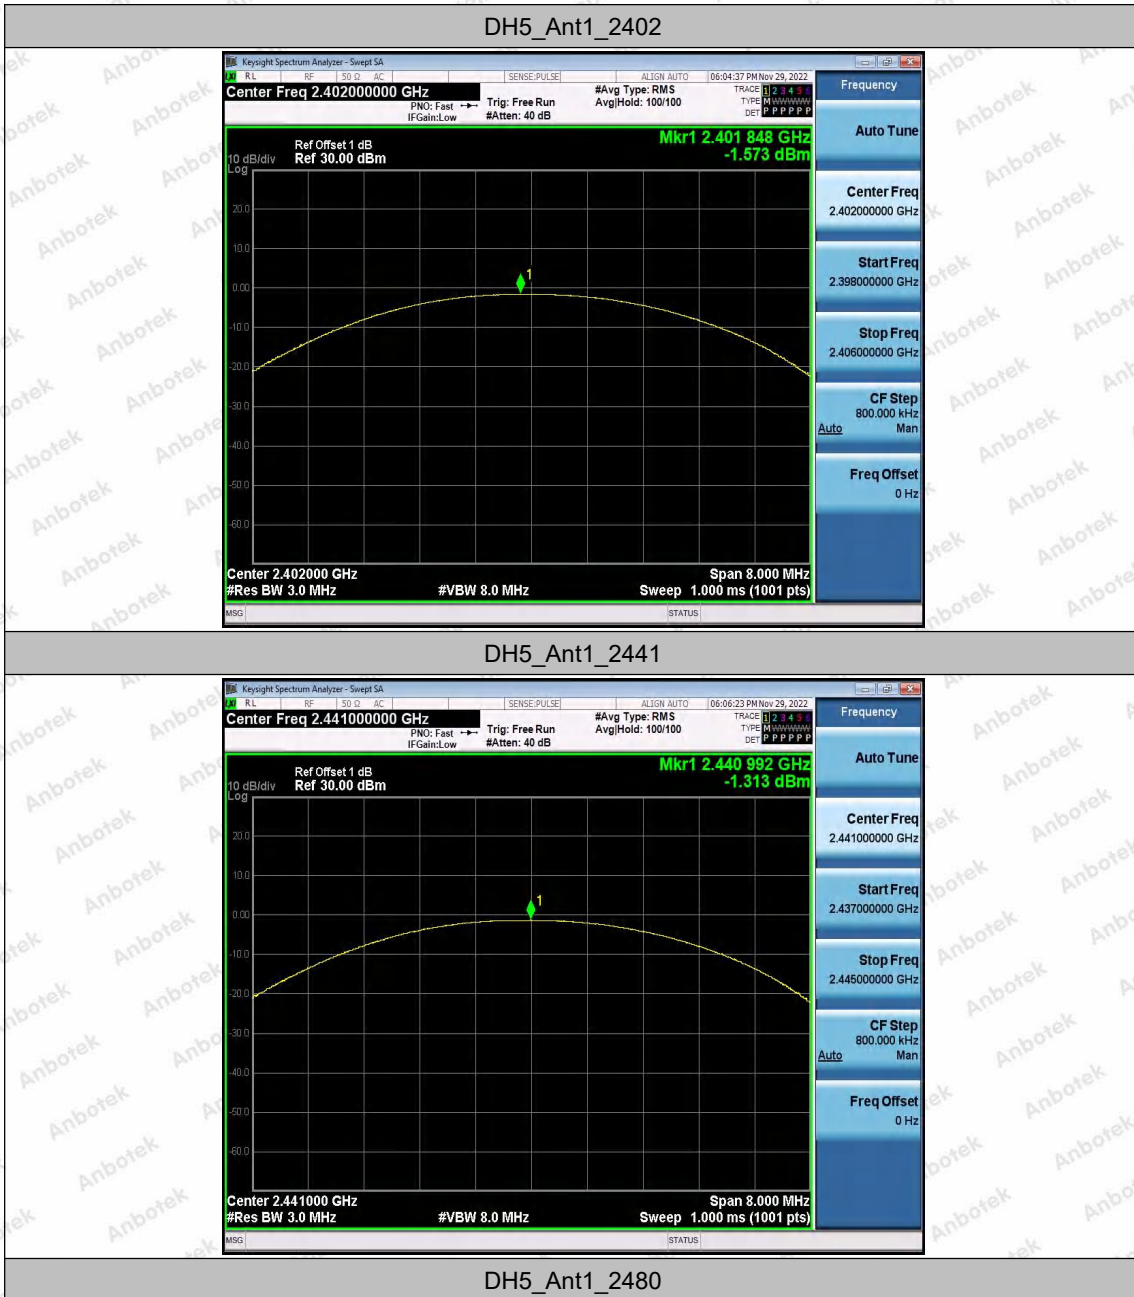 DH5_Ant1_2402
Keysight Spectrum Analyzer - Swept SA
RL RF 50 Ω AC SENSE:PULSE ALIGN AUTO 06:04:37 PM Nov 29, 2022
Center Freq 2.402000000 GHz
PNO: Fast
IFGain:Low
Trig: Free Run
#Atten: 40 dB
#Avg Type: RMS
Avg|Hold: 100/100
TRACE 1 2 3 4 5 6
TYPE M W W W W W
DET P P P P P P
Mkr1 2.401 848 GHz
-1.573 dBm
Ref Offset 1 dB
10 dB/div Ref 30.00 dBm
Log
20.0
10.0
0.00
-10.0
-20.0
-30.0
-40.0
-50.0
-60.0
1
Center 2.402000 GHz Span 8.000 MHz
#Res BW 3.0 MHz #VBW 8.0 MHz Sweep 1.000 ms (1001 pts)
MSG STATUS
Frequency
Auto Tune
Center Freq
2.402000000 GHz
Start Freq
2.398000000 GHz
Stop Freq
2.406000000 GHz
CF Step
800.000 kHz
Auto Man
Freq Offset
0 Hz
DH5_Ant1_2441
Keysight Spectrum Analyzer - Swept SA
RL RF 50 Ω AC SENSE:PULSE ALIGN AUTO 06:06:23 PM Nov 29, 2022
Center Freq 2.441000000 GHz
PNO: Fast
IFGain:Low
Trig: Free Run
#Atten: 40 dB
#Avg Type: RMS
Avg|Hold: 100/100
TRACE 1 2 3 4 5 6
TYPE M W W W W W
DET P P P P P P
Mkr1 2.440 992 GHz
-1.313 dBm
Ref Offset 1 dB
10 dB/div Ref 30.00 dBm
Log
20.0
10.0
0.00
-10.0
-20.0
-30.0
-40.0
-50.0
-60.0
1
Center 2.441000 GHz Span 8.000 MHz
#Res BW 3.0 MHz #VBW 8.0 MHz Sweep 1.000 ms (1001 pts)
MSG STATUS
Frequency
Auto Tune
Center Freq
2.441000000 GHz
Start Freq
2.437000000 GHz
Stop Freq
2.445000000 GHz
CF Step
800.000 kHz
Auto Man
Freq Offset
0 Hz
DH5_Ant1_2480
Anbotek